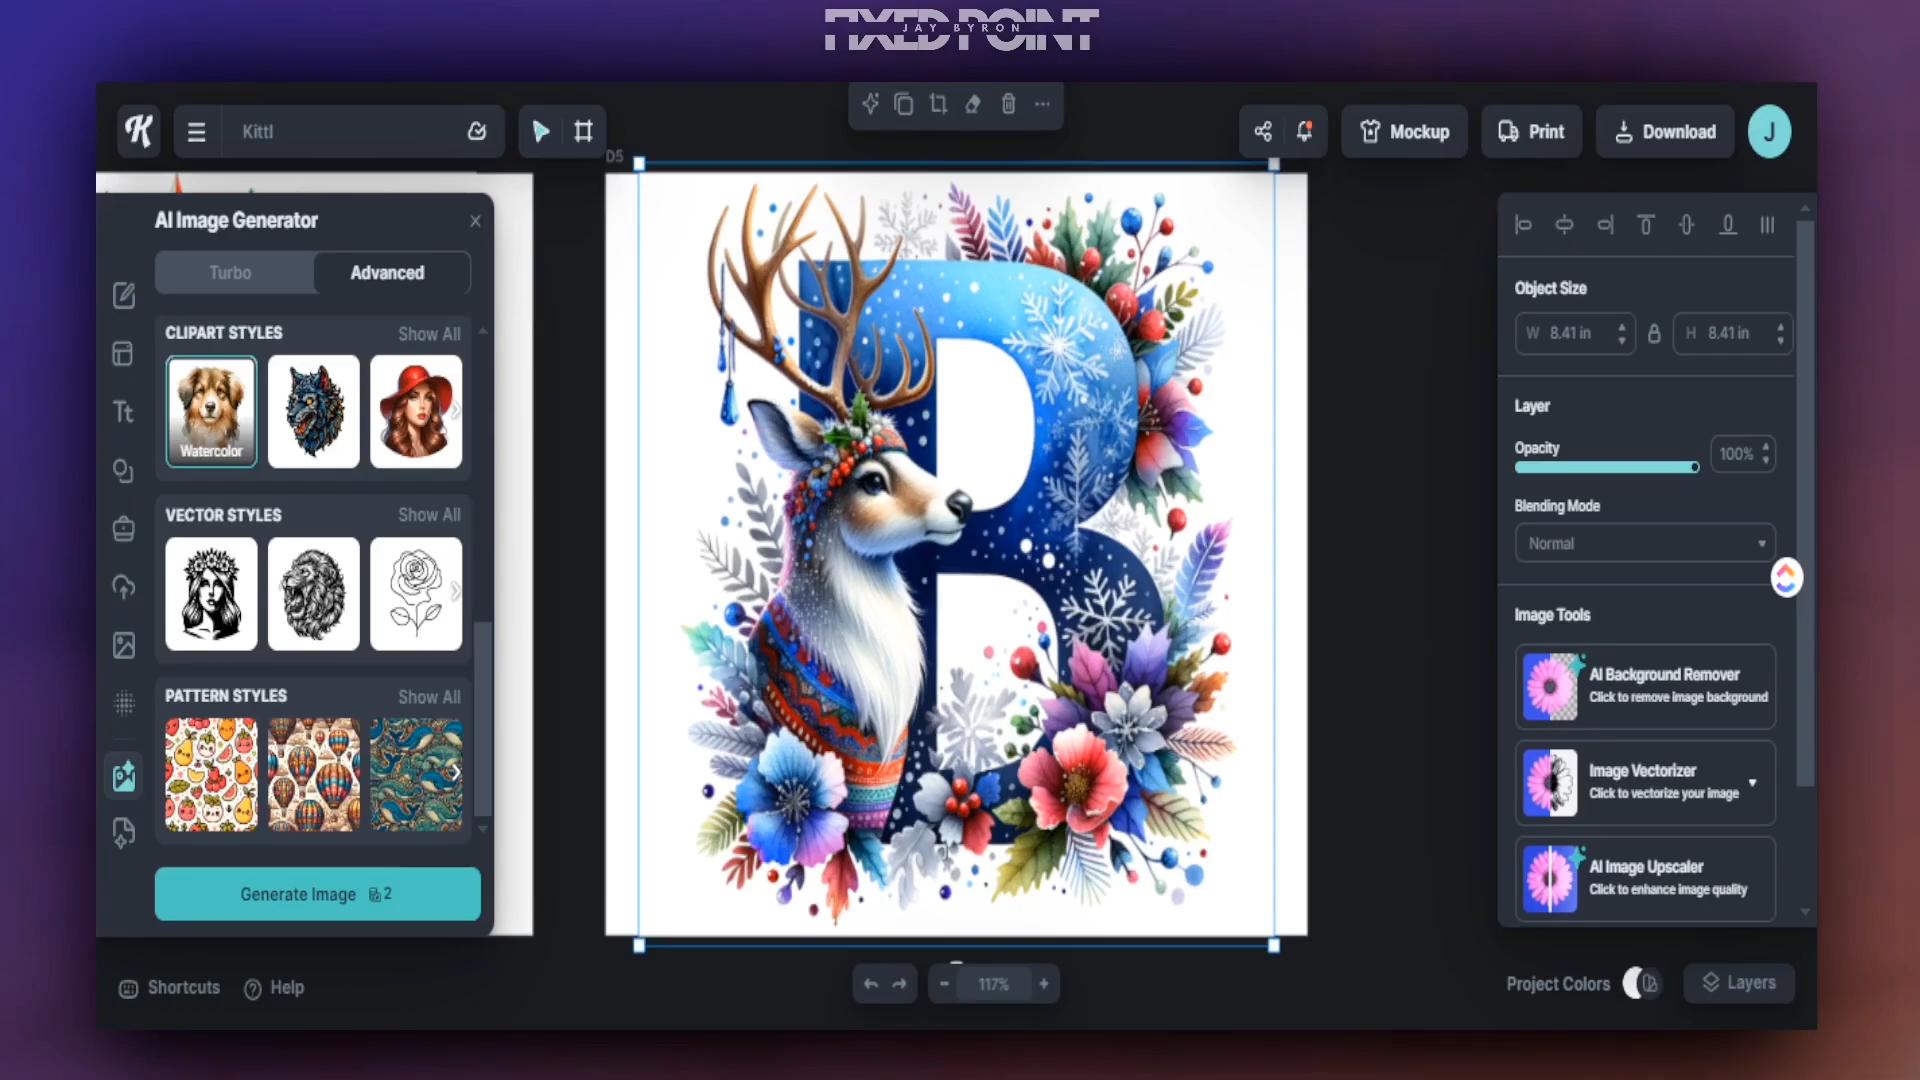 FIXED POINT
JAY BYRON
K
Kittl
Mockup
Print
Download
J
D5
AI Image Generator
Turbo
Advanced
CLIPART STYLES
Show All
Watercolor
VECTOR STYLES
Show All
PATTERN STYLES
Show All
Generate Image 2
Tt
B
Object Size
W 8.41 in
H 8.41 in
Layer
Opacity
100%
Blending Mode
Normal
Image Tools
AI Background Remover
Click to remove image background
Image Vectorizer
Click to vectorize your image
AI Image Upscaler
Click to enhance image quality
Shortcuts
Help
- 117% +
Project Colors
Layers